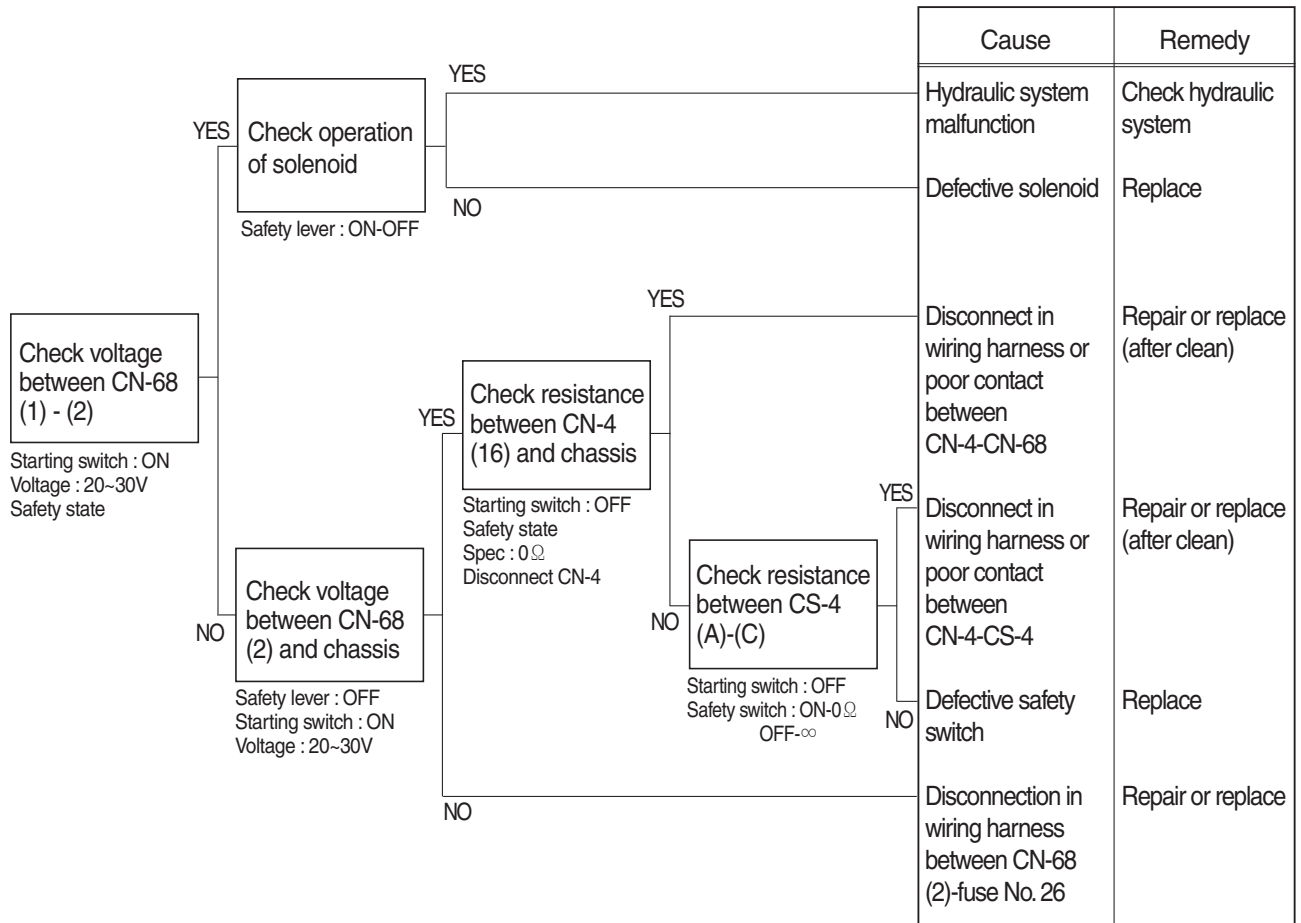 Cause
Remedy
YES
Hydraulic system
malfunction
Check hydraulic
system
YES
Check operation
of solenoid
NO
Defective solenoid
Replace
Safety lever : ON-OFF
YES
Disconnect in
wiring harness or
poor contact
between
CN-4-CN-68
Repair or replace
(after clean)
Check voltage
between CN-68
(1) - (2)
Starting switch : ON
Voltage : 20~30V
Safety state
YES
Check resistance
between CN-4
(16) and chassis
Starting switch : OFF
Safety state
Spec : 0Ω
Disconnect CN-4
YES
Disconnect in
wiring harness or
poor contact
between
CN-4-CS-4
Repair or replace
(after clean)
NO
Check voltage
between CN-68
(2) and chassis
Safety lever : OFF
Starting switch : ON
Voltage : 20~30V
NO
Check resistance
between CS-4
(A)-(C)
Starting switch : OFF
Safety switch : ON-0Ω
OFF-∞
NO
Defective safety
switch
Replace
NO
Disconnection in
wiring harness
between CN-68
(2)-fuse No. 26
Repair or replace